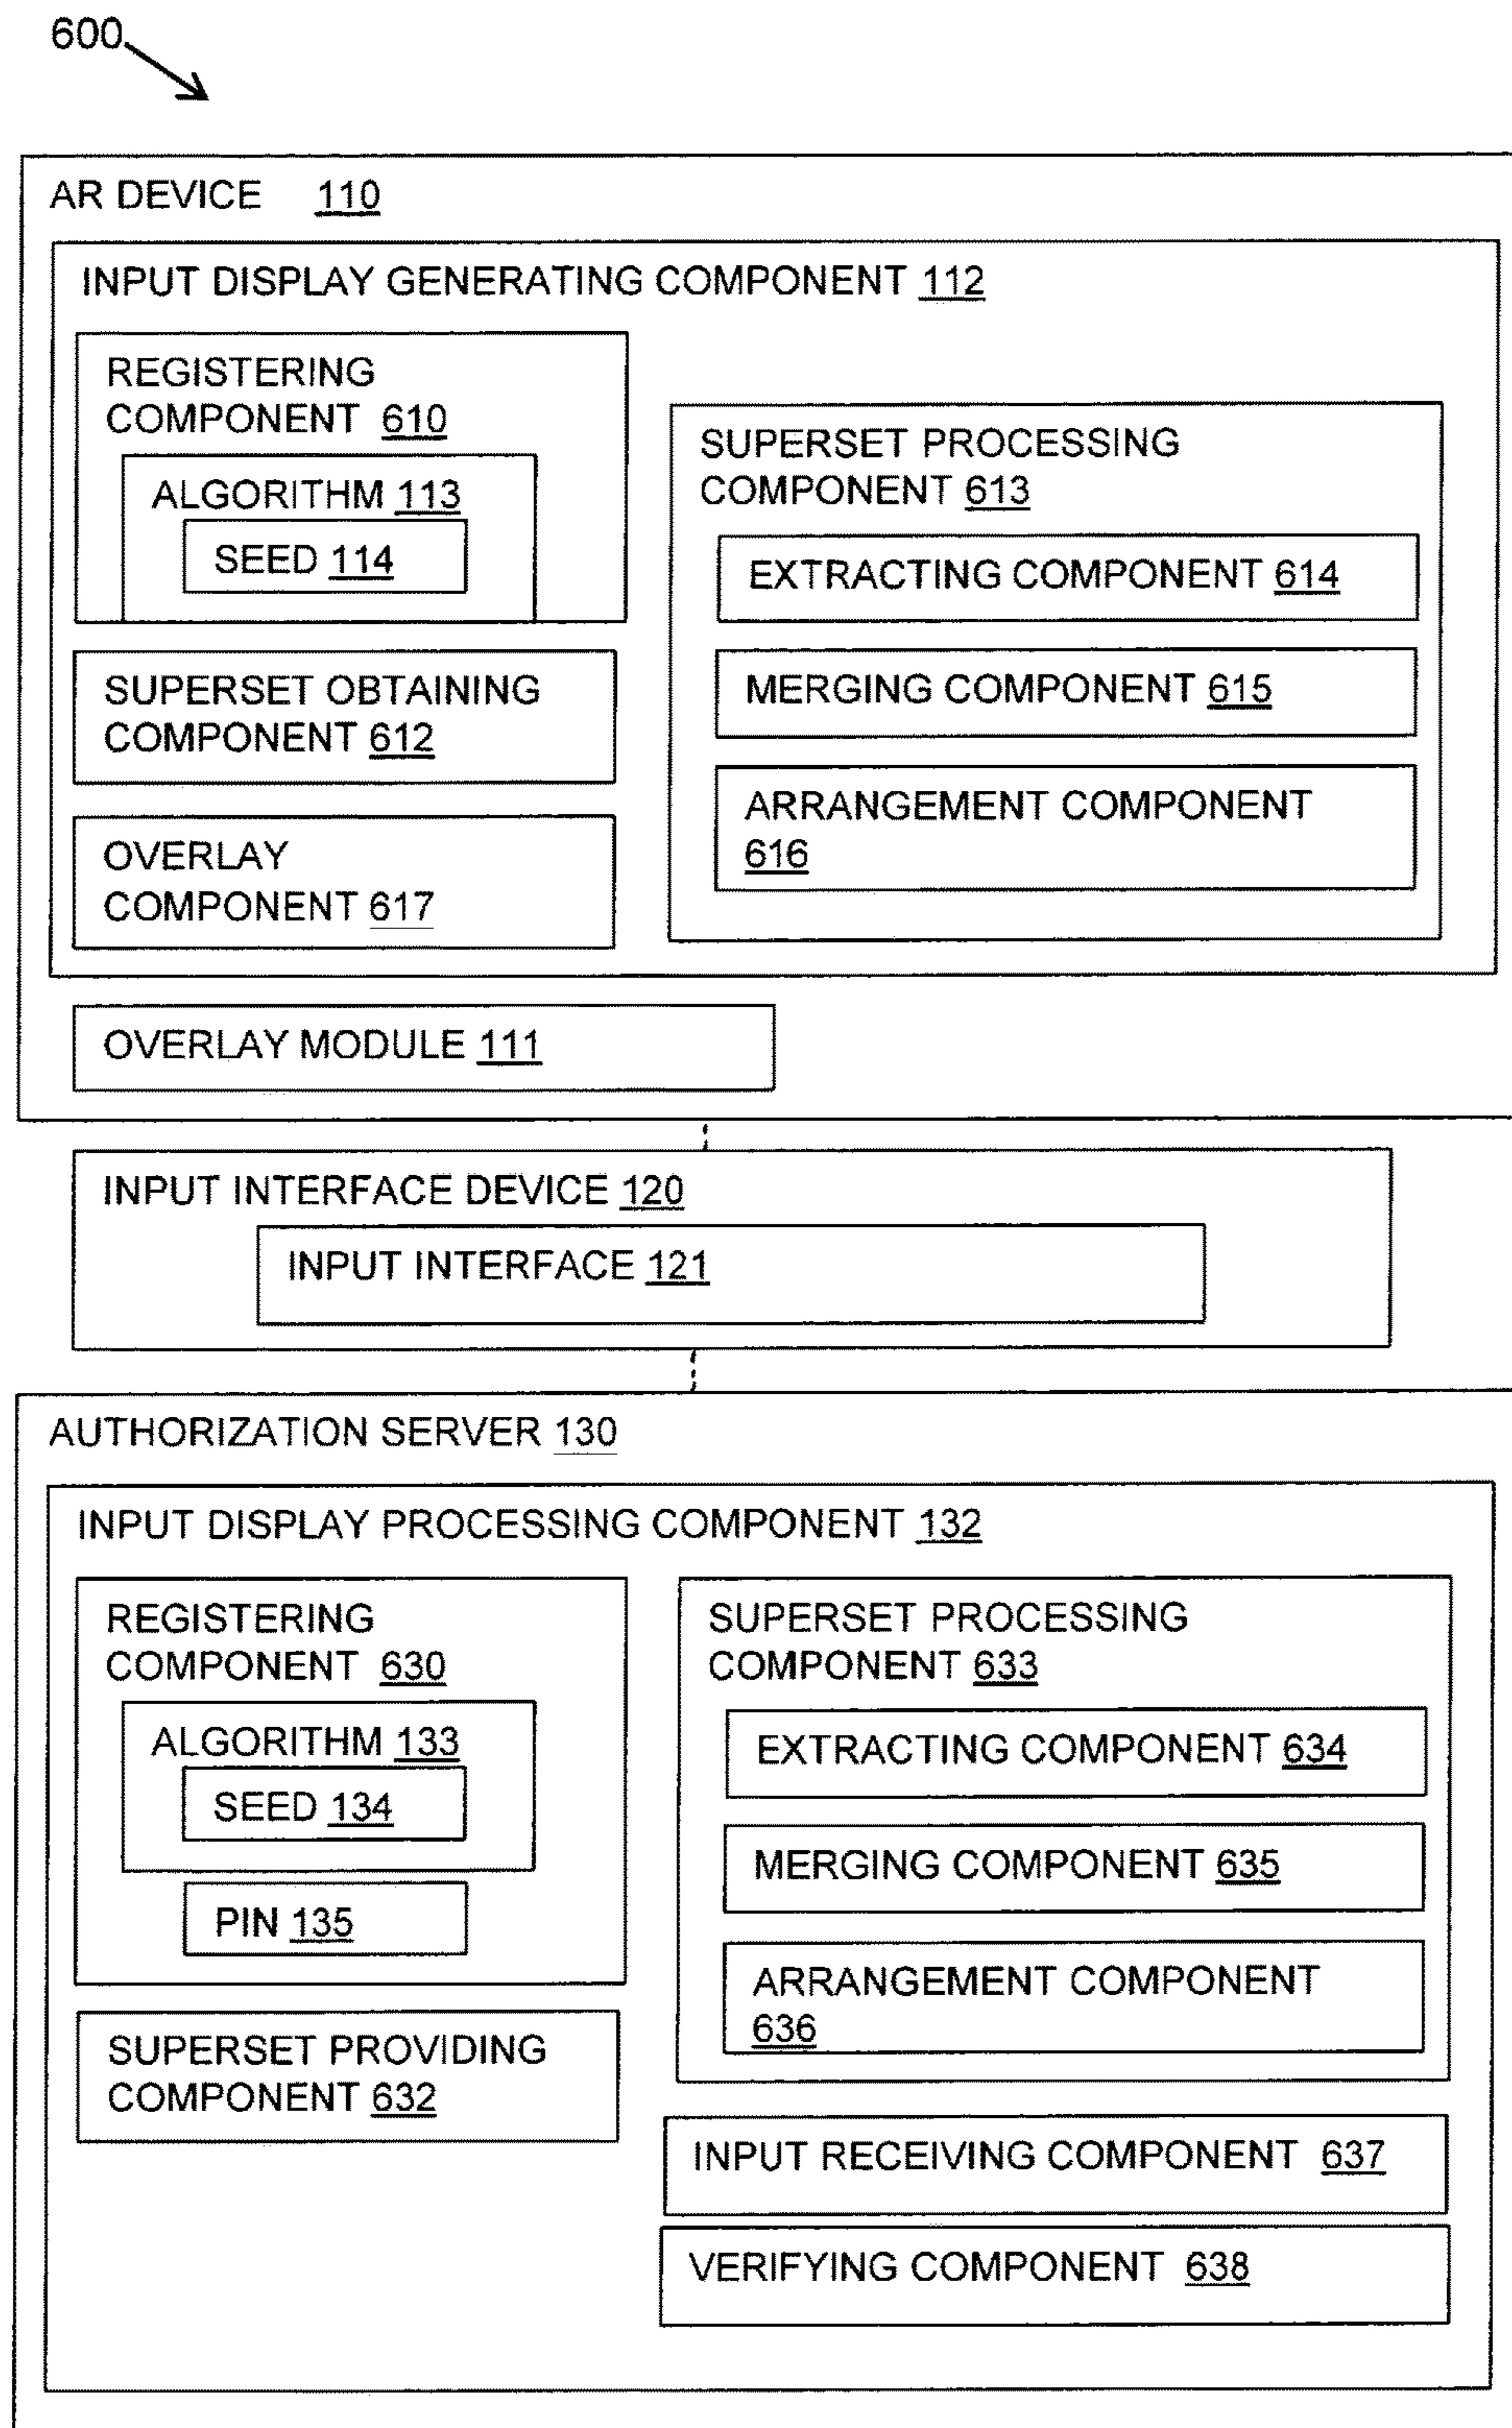 600
AR DEVICE 110
INPUT DISPLAY GENERATING COMPONENT 112
REGISTERING
COMPONENT 610
ALGORITHM 113
SEED 114
SUPERSET OBTAINING
COMPONENT 612
OVERLAY
COMPONENT 617
SUPERSET PROCESSING
COMPONENT 613
EXTRACTING COMPONENT 614
MERGING COMPONENT 615
ARRANGEMENT COMPONENT
616
OVERLAY MODULE 111
INPUT INTERFACE DEVICE 120
INPUT INTERFACE 121
AUTHORIZATION SERVER 130
INPUT DISPLAY PROCESSING COMPONENT 132
REGISTERING
COMPONENT 630
ALGORITHM 133
SEED 134
PIN 135
SUPERSET PROVIDING
COMPONENT 632
SUPERSET PROCESSING
COMPONENT 633
EXTRACTING COMPONENT 634
MERGING COMPONENT 635
ARRANGEMENT COMPONENT
636
INPUT RECEIVING COMPONENT 637
VERIFYING COMPONENT 638